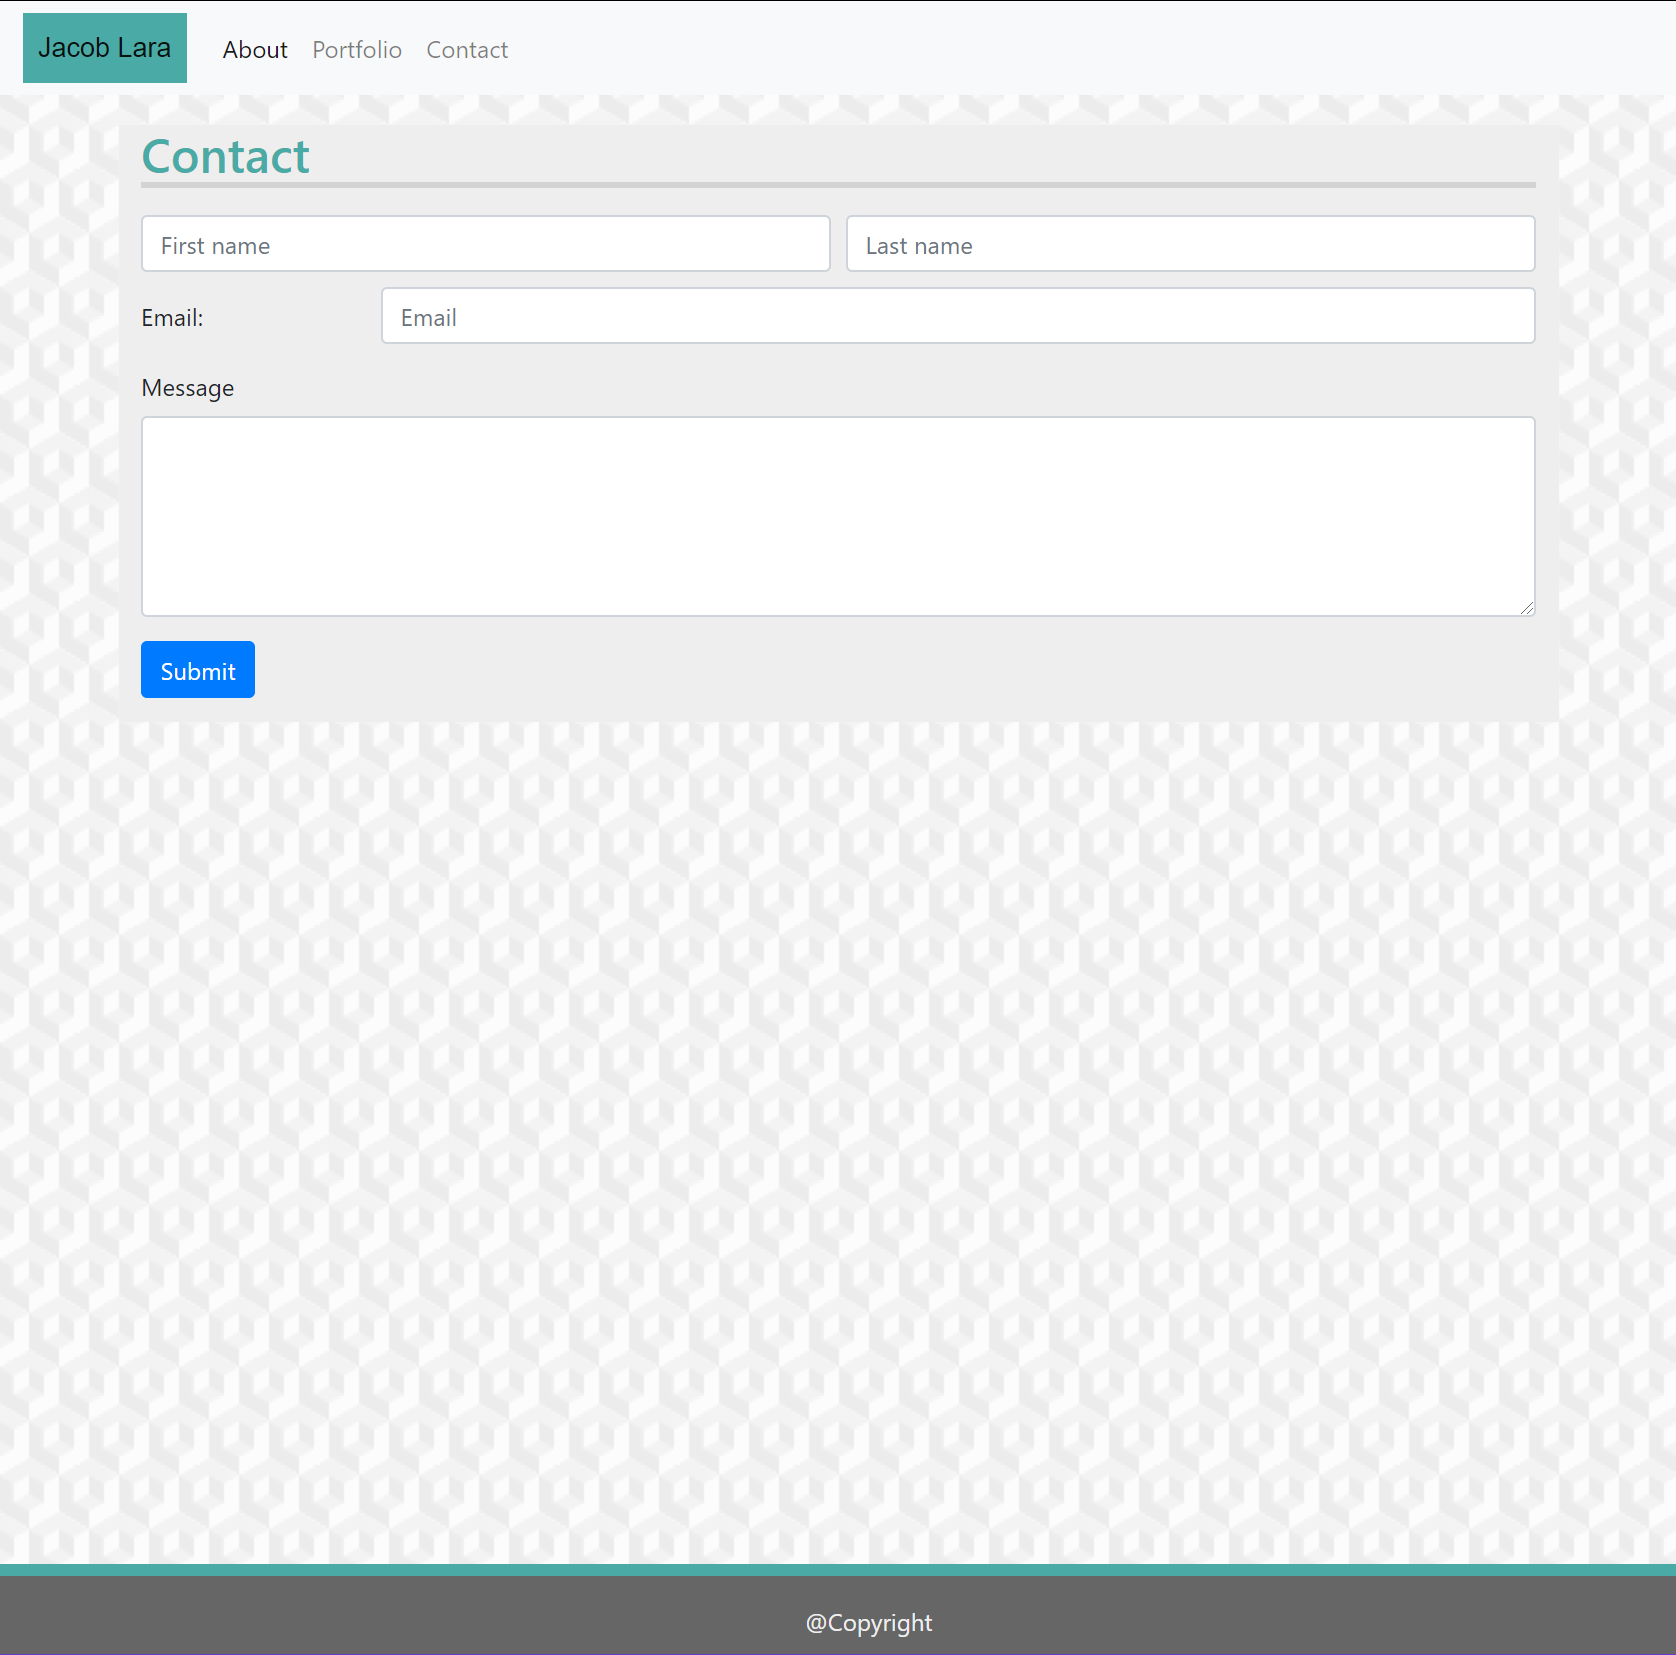 Jacob Lara About Portfolio Contact
Contact
First name Last name
Email: Email
Message
Submit
@Copyright